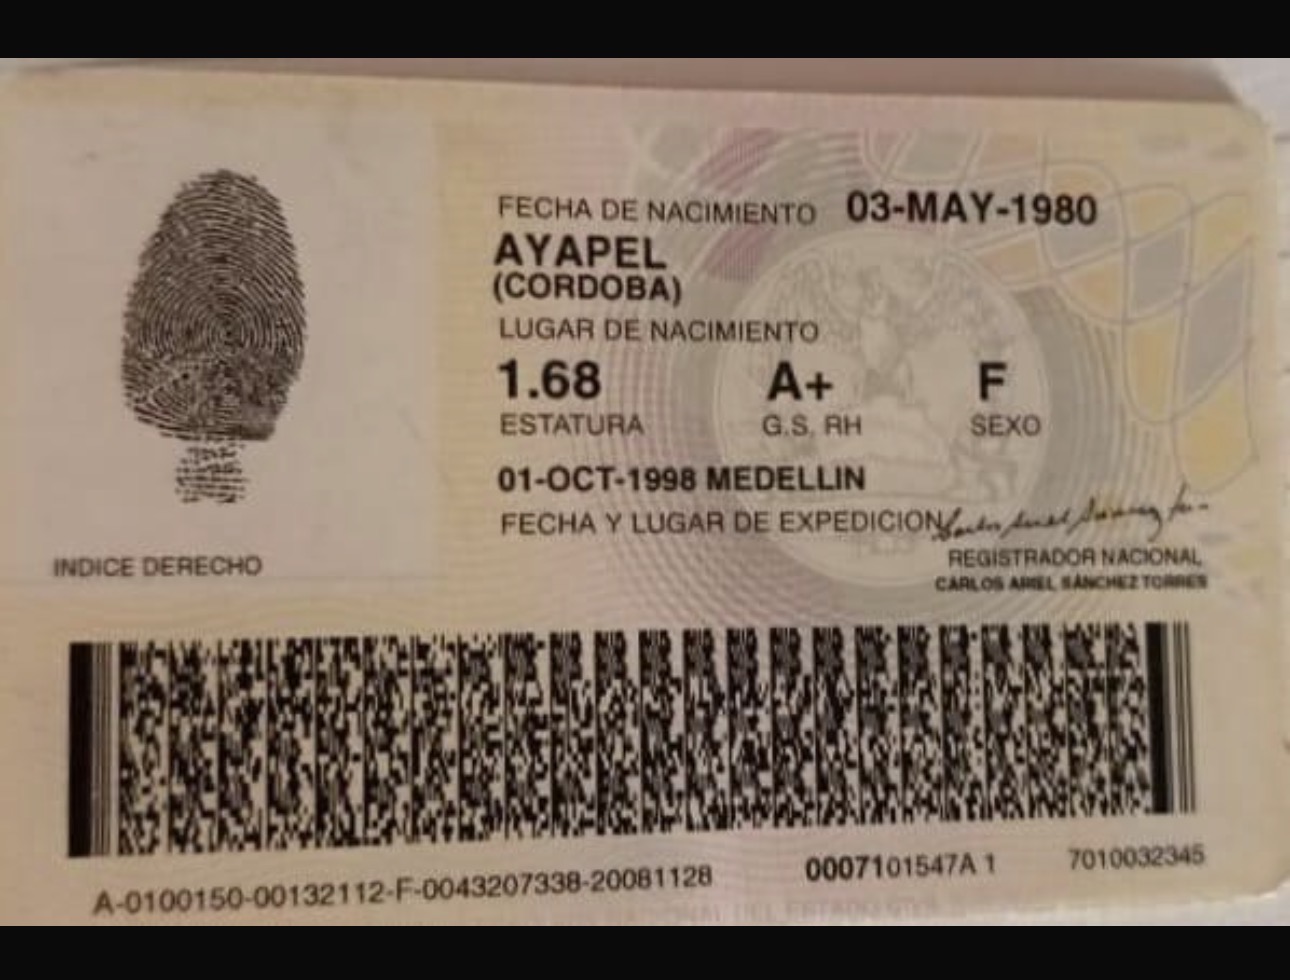 FECHA DE NACIMIENTO 03-MAY-1980
AYAPEL
(CORDOBA)
LUGAR DE NACIMIENTO
1.68 A+ F
ESTATURA G.S. RH SEXO
01-OCT-1998 MEDELLIN
FECHA Y LUGAR DE EXPEDICION
INDICE DERECHO
REGISTRADOR NACIONAL
CARLOS ARIEL SÁNCHEZ TORRES
A-0100150-00132112-F-0043207338-20081128 0007101547A 1 7010032345